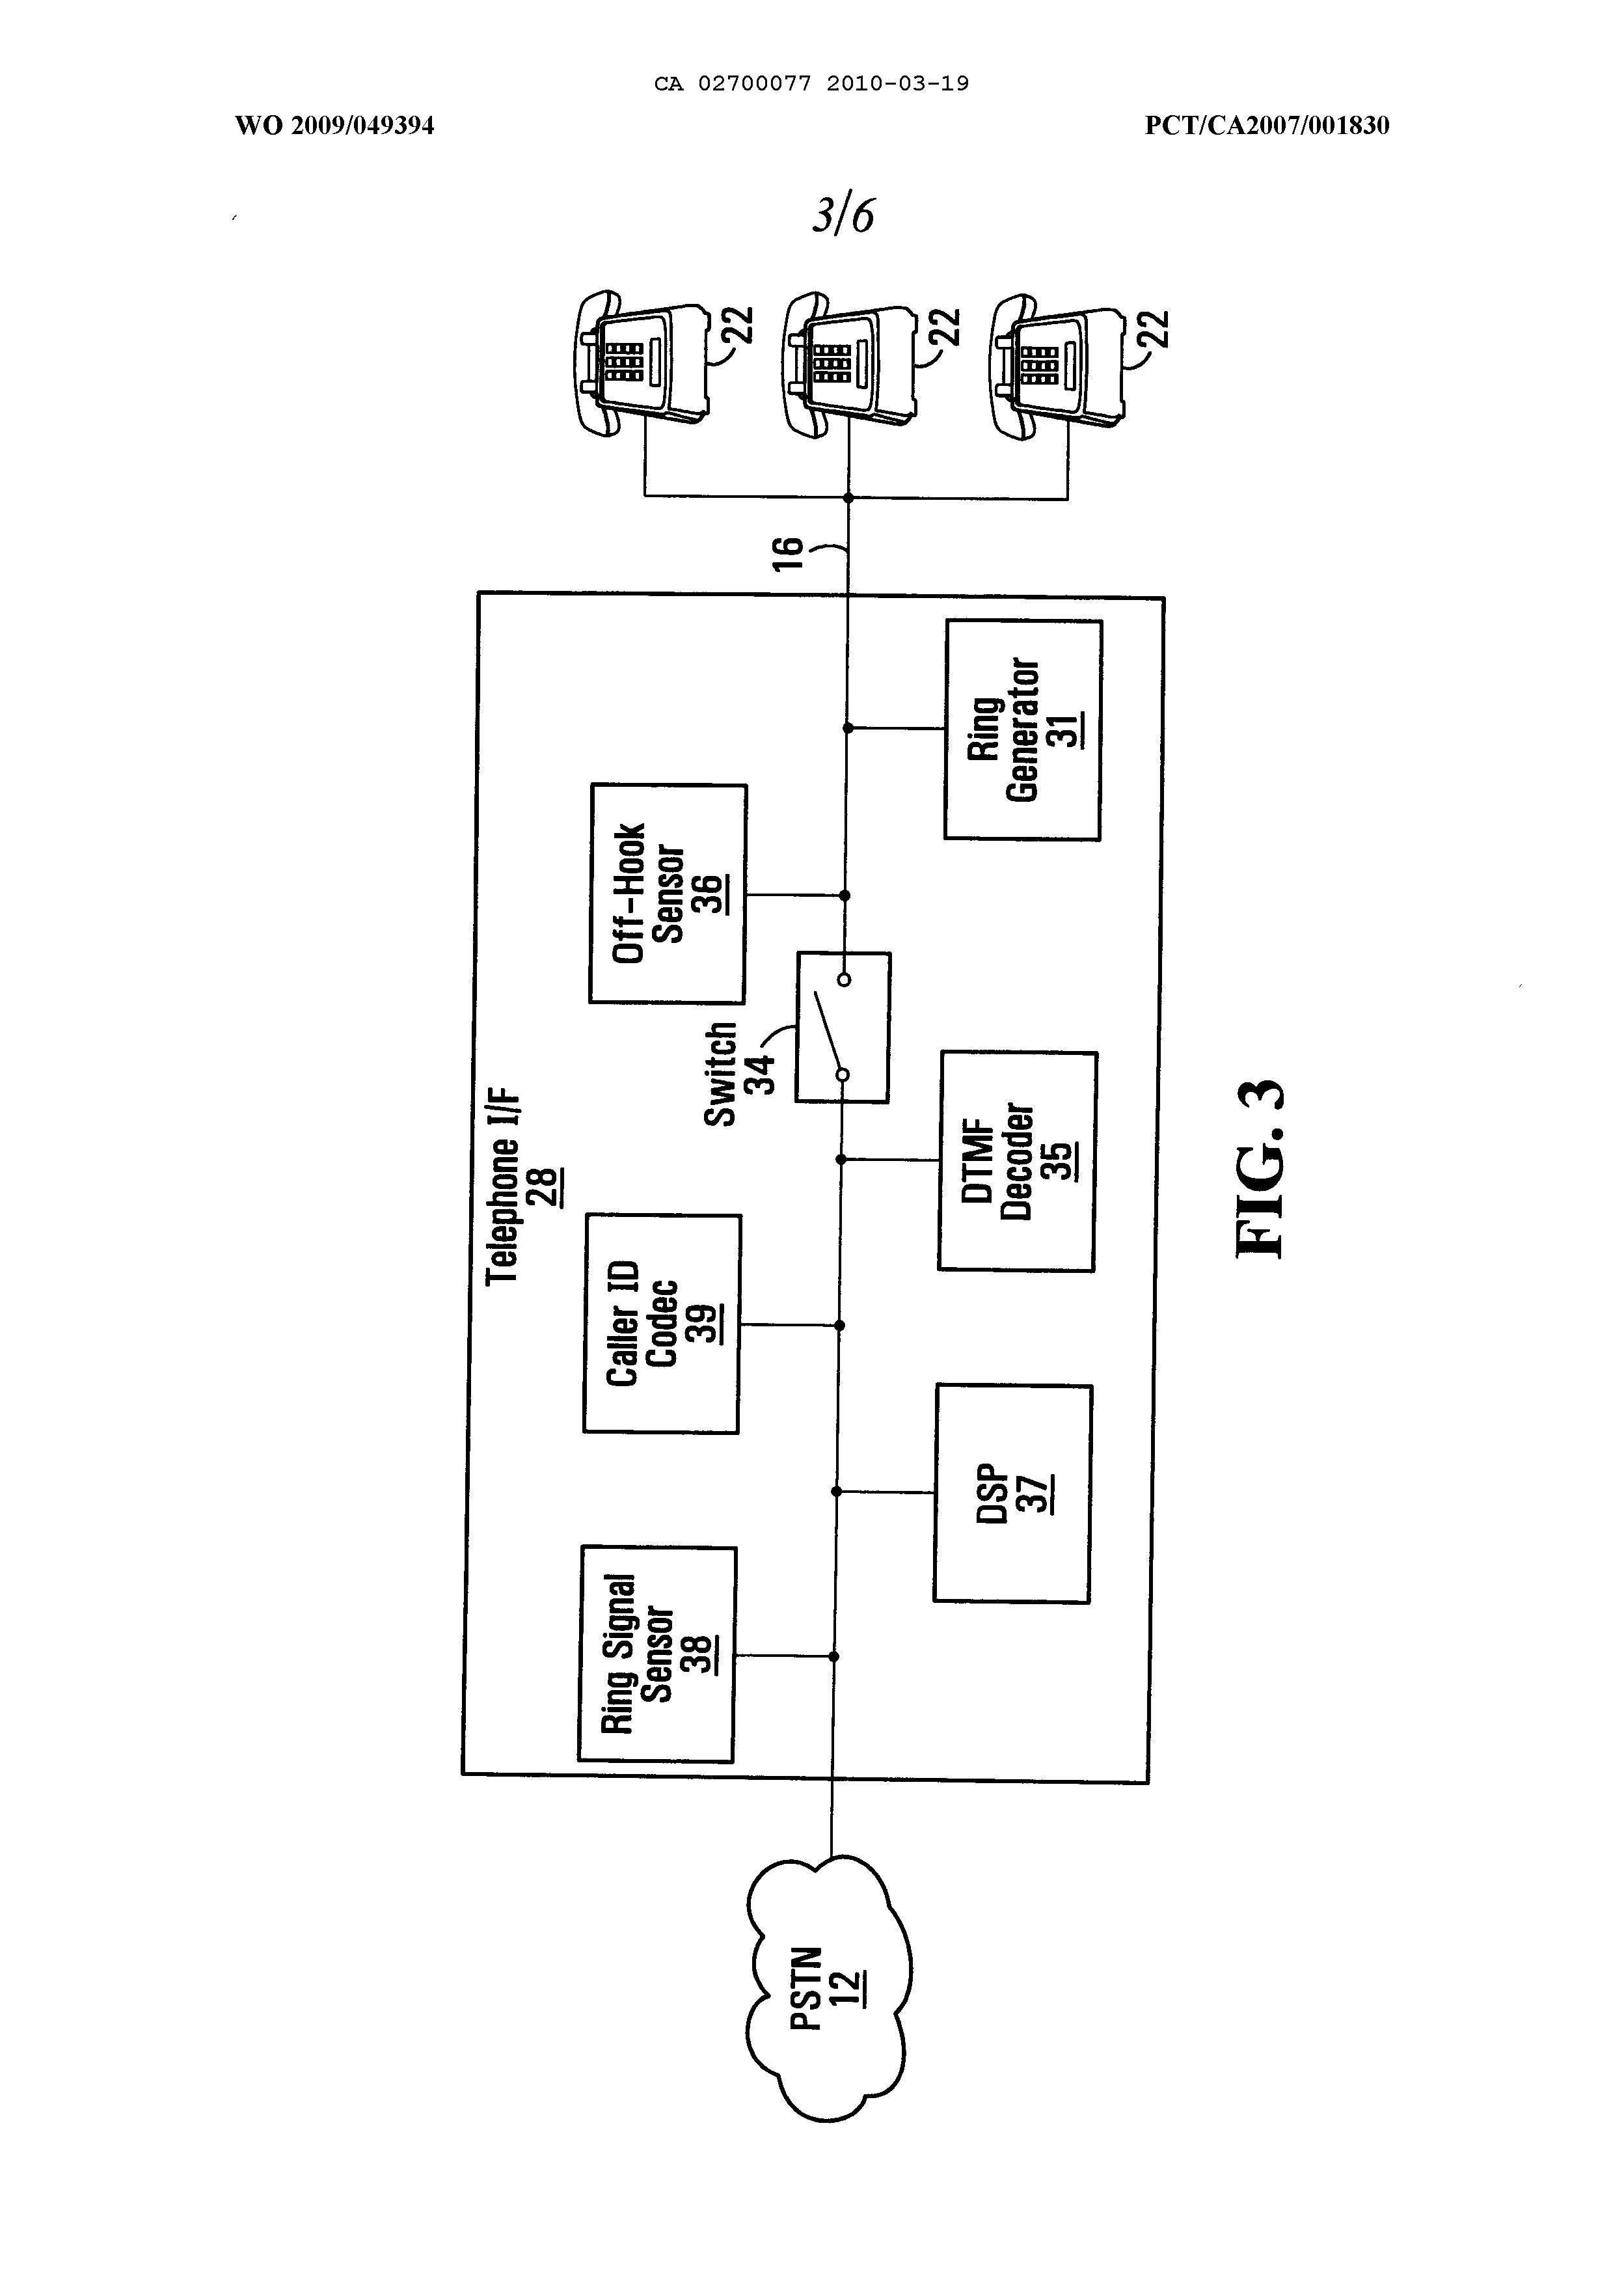 CA 02700077 2010-03-19
WO 2009/049394
PCT/CA2007/001830
3/6
Telephone I/F
28
Ring Signal
Sensor
38
Caller ID
Codec
39
Off-Hook
Sensor
36
Switch
34
PSTN
12
16
22
22
22
DSP
37
DTMF
Decoder
35
Ring
Generator
31
FIG. 3